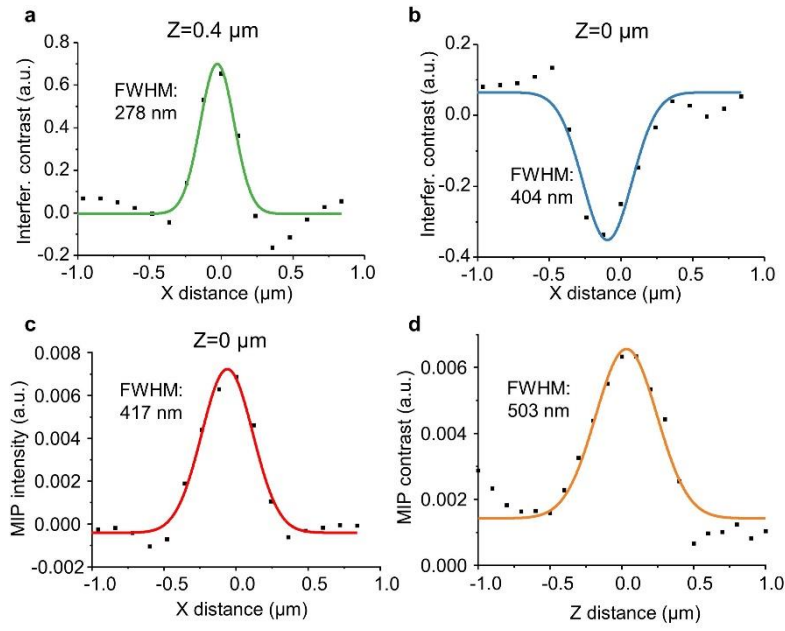 a
Z=0.4 µm
0.8
0.6
0.4
0.2
0.0
-0.2
Interfer. contrast (a.u.)
FWHM:
278 nm
-1.0 -0.5 0.0 0.5 1.0
X distance (µm)
b
Z=0 µm
0.2
0.0
-0.2
-0.4
Interfer. contrast (a.u.)
FWHM:
404 nm
-1.0 -0.5 0.0 0.5 1.0
X distance (µm)
c
Z=0 µm
0.008
0.006
0.004
0.002
0.000
-0.002
MIP intensity (a.u.)
FWHM:
417 nm
-1.0 -0.5 0.0 0.5 1.0
X distance (µm)
d
0.006
0.004
0.002
0.000
MIP contrast (a.u.)
FWHM:
503 nm
-1.0 -0.5 0.0 0.5 1.0
Z distance (µm)